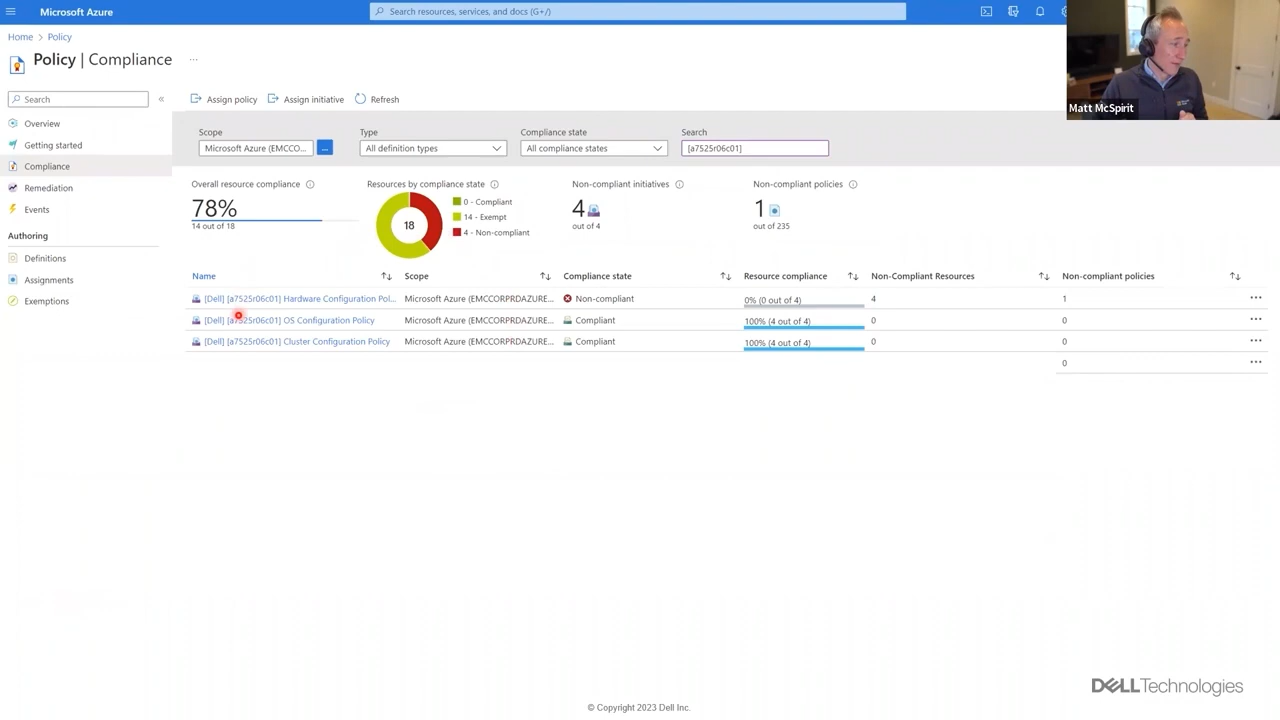 Microsoft Azure
Search resources, services, and docs (G+/)
Home > Policy
Policy | Compliance
...
Matt McSpirit
Search
«
Assign policy
Assign initiative
Refresh
Overview
Getting started
Compliance
Remediation
Events
Authoring
Definitions
Assignments
Exemptions
Scope
Type
Compliance state
Search
Microsoft Azure (EMCCO...
...
All definition types
All compliance states
[a7525r06c01]
Overall resource compliance
Resources by compliance state
Non-compliant initiatives
Non-compliant policies
78%
14 out of 18
18
0 - Compliant
14 - Exempt
4 - Non-compliant
4
out of 4
1
out of 235
Name Scope Compliance state Resource compliance Non-Compliant Resources Non-compliant policies
[Dell] [a7525r06c01] Hardware Configuration Pol... Microsoft Azure (EMCCORPRDAZURE... Non-compliant 0% (0 out of 4) 4 1 ...
[Dell] [a7525r06c01] OS Configuration Policy Microsoft Azure (EMCCORPRDAZURE... Compliant 100% (4 out of 4) 0 0 ...
[Dell] [a7525r06c01] Cluster Configuration Policy Microsoft Azure (EMCCORPRDAZURE... Compliant 100% (4 out of 4) 0 0 ...
0 ...
DELLTechnologies
© Copyright 2023 Dell Inc.